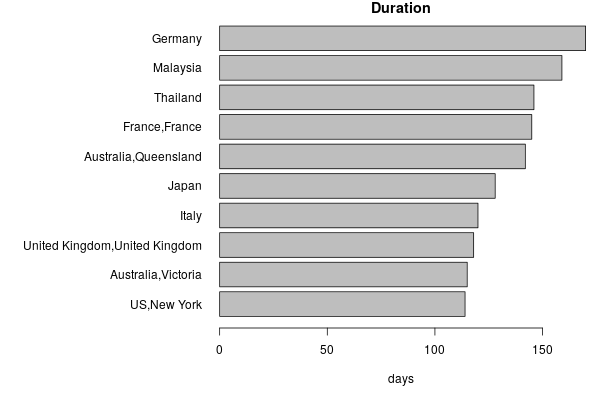 Duration
Germany
Malaysia
Thailand
France,France
Australia,Queensland
Japan
Italy
United Kingdom,United Kingdom
Australia,Victoria
US,New York
0 50 100 150
days